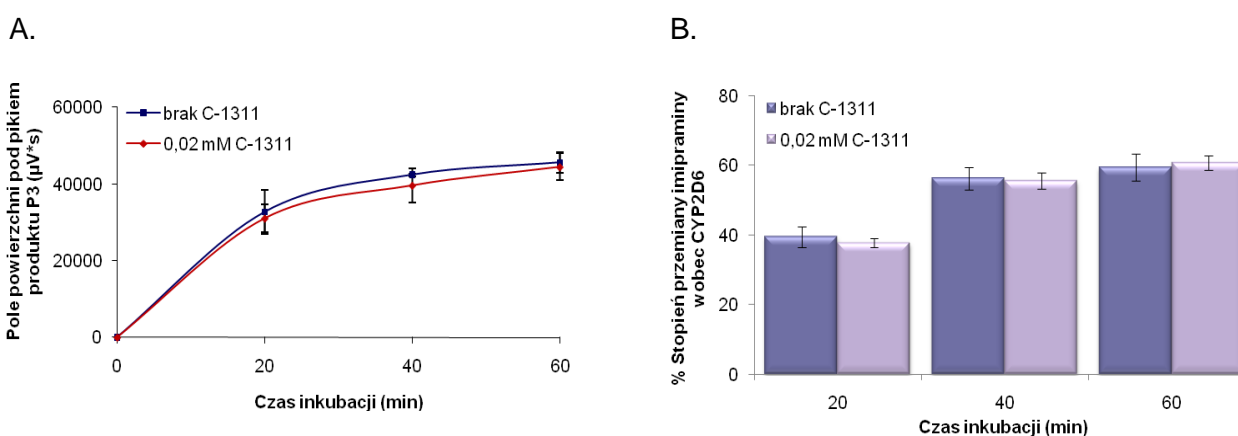 A.
B.
Pole powierzchni pod pikiem
produktu P3 (µV*s)
60000
40000
20000
0
brak C-1311
0,02 mM C-1311
0 20 40 60
Czas inkubacji (min)
% Stopień przemiany imipraminy
wobec CYP2D6
80
60
40
20
0
brak C-1311
0,02 mM C-1311
20 40 60
Czas inkubacji (min)